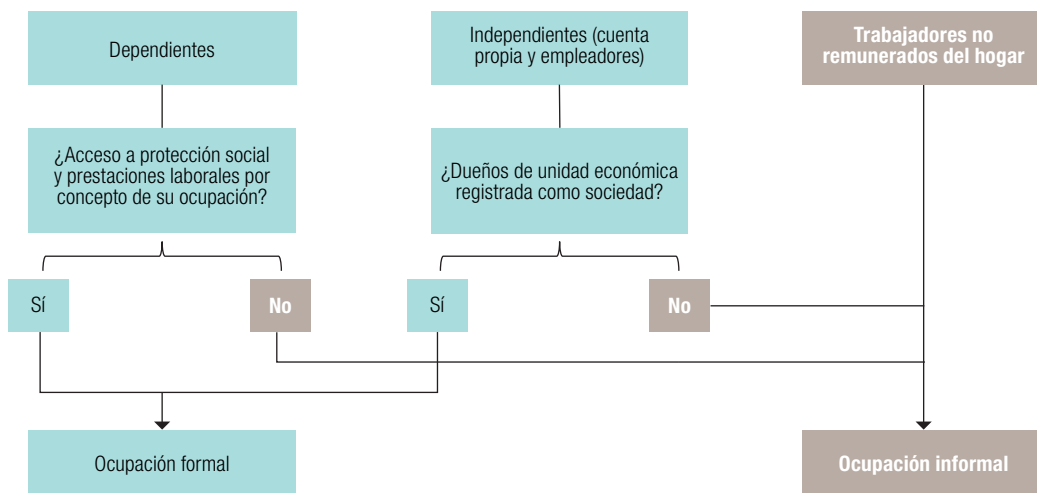 Dependientes
Independientes (cuenta
propia y empleadores)
Trabajadores no
remunerados del hogar
¿Acceso a protección social
y prestaciones laborales por
concepto de su ocupación?
¿Dueños de unidad económica
registrada como sociedad?
Sí
No
Sí
No
Ocupación formal
Ocupación informal